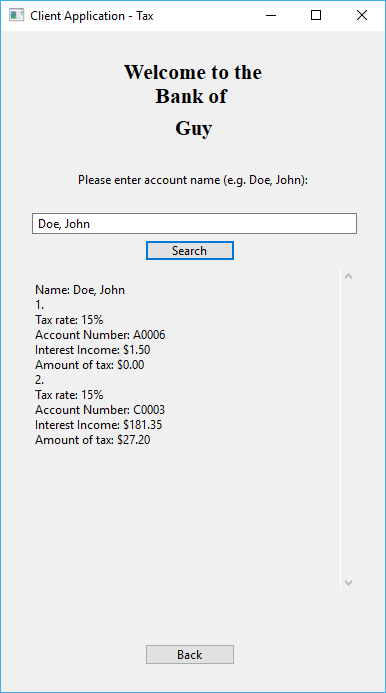 Client Application - Tax
Welcome to the
Bank of
Guy
Please enter account name (e.g. Doe, John):
Doe, John
Search
Name: Doe, John
1.
Tax rate: 15%
Account Number: A0006
Interest Income: $1.50
Amount of tax: $0.00
2.
Tax rate: 15%
Account Number: C0003
Interest Income: $181.35
Amount of tax: $27.20
Back